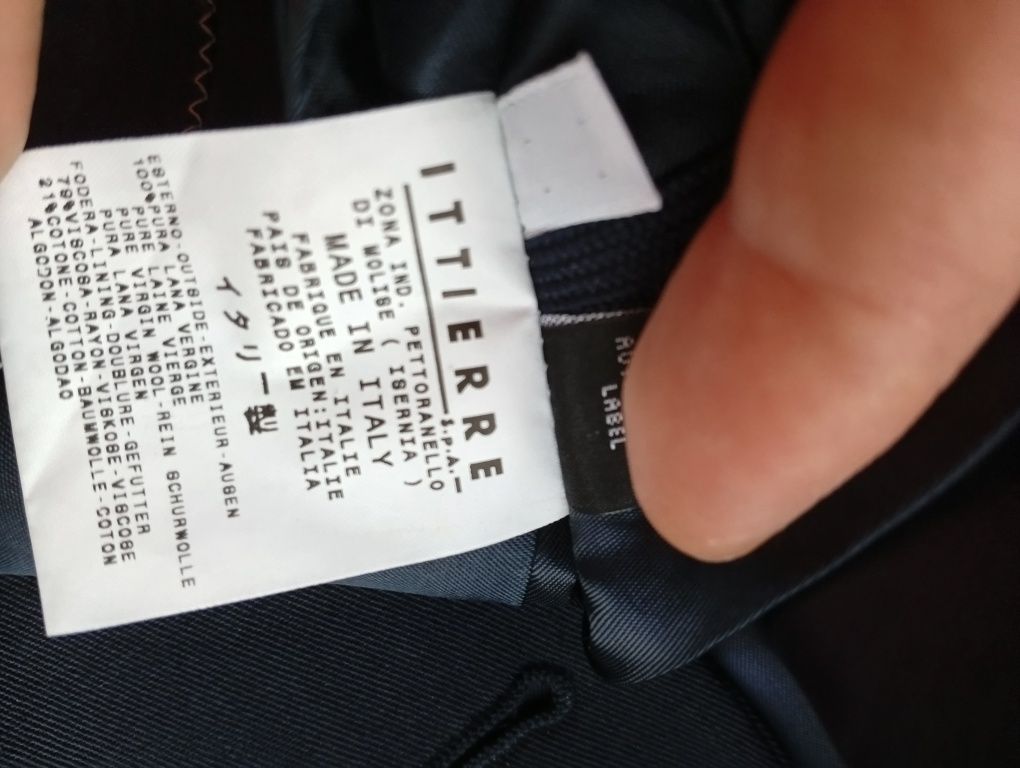 ITTIERRE
S.P.A.
ZONA IND. PETTORANELLO
DI MOLISE ( ISERNIA )
MADE IN ITALY
FABRIQUE EN ITALIE
PAIS DE ORIGEN:ITALIE
FABRICADO EM ITALIA
イタリー製
ESTERNO-OUTSIDE-EXTERIEUR-AUSEN
100%PURA LANA VERGINE
PURE LAINE VIERGE
PURE VIRGIN WOOL-REIN SCHURWOLLE
PURA LANA VIRGEN
FODERA-LINING-DOUBLURE-GEFUTTER
79%VISCOSA-RAYON-VISKOSE-VISCOSE
21%COTONE-COTTON-BAUMWOLLE-COTON
ALGODON-ALGODAO
LABEL